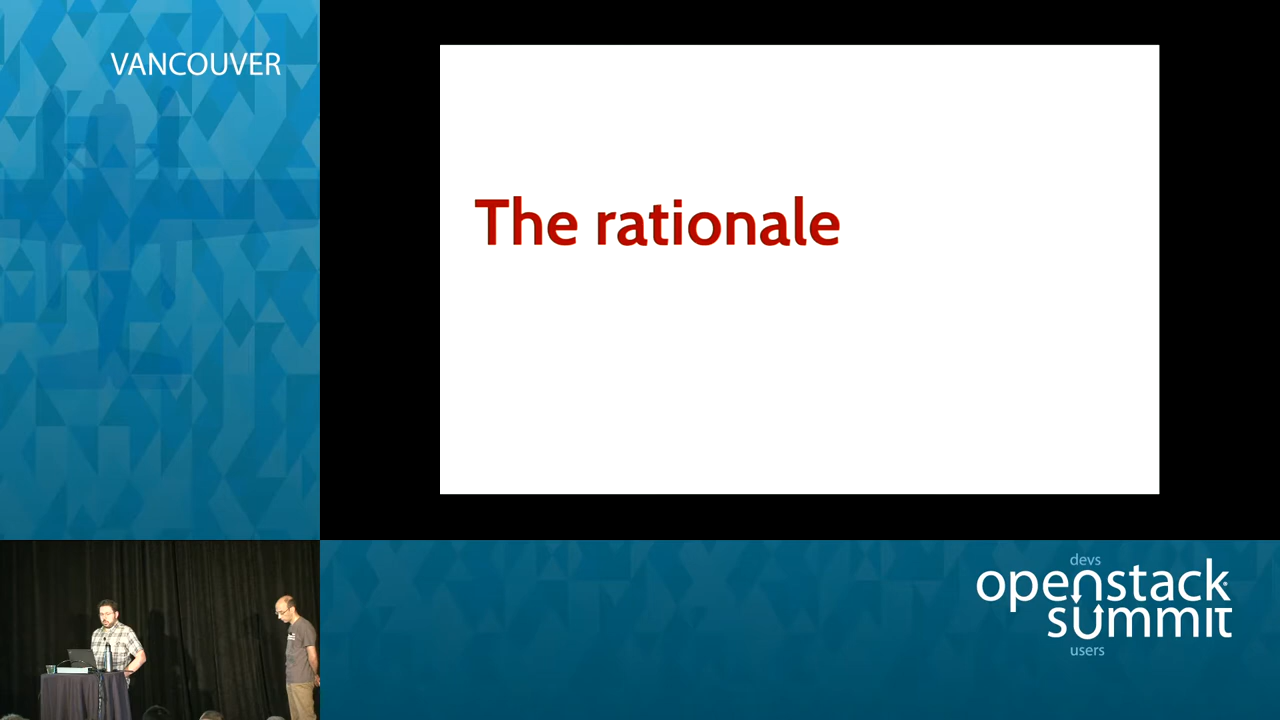 VANCOUVER
The rationale
devs
openstack
summit
users